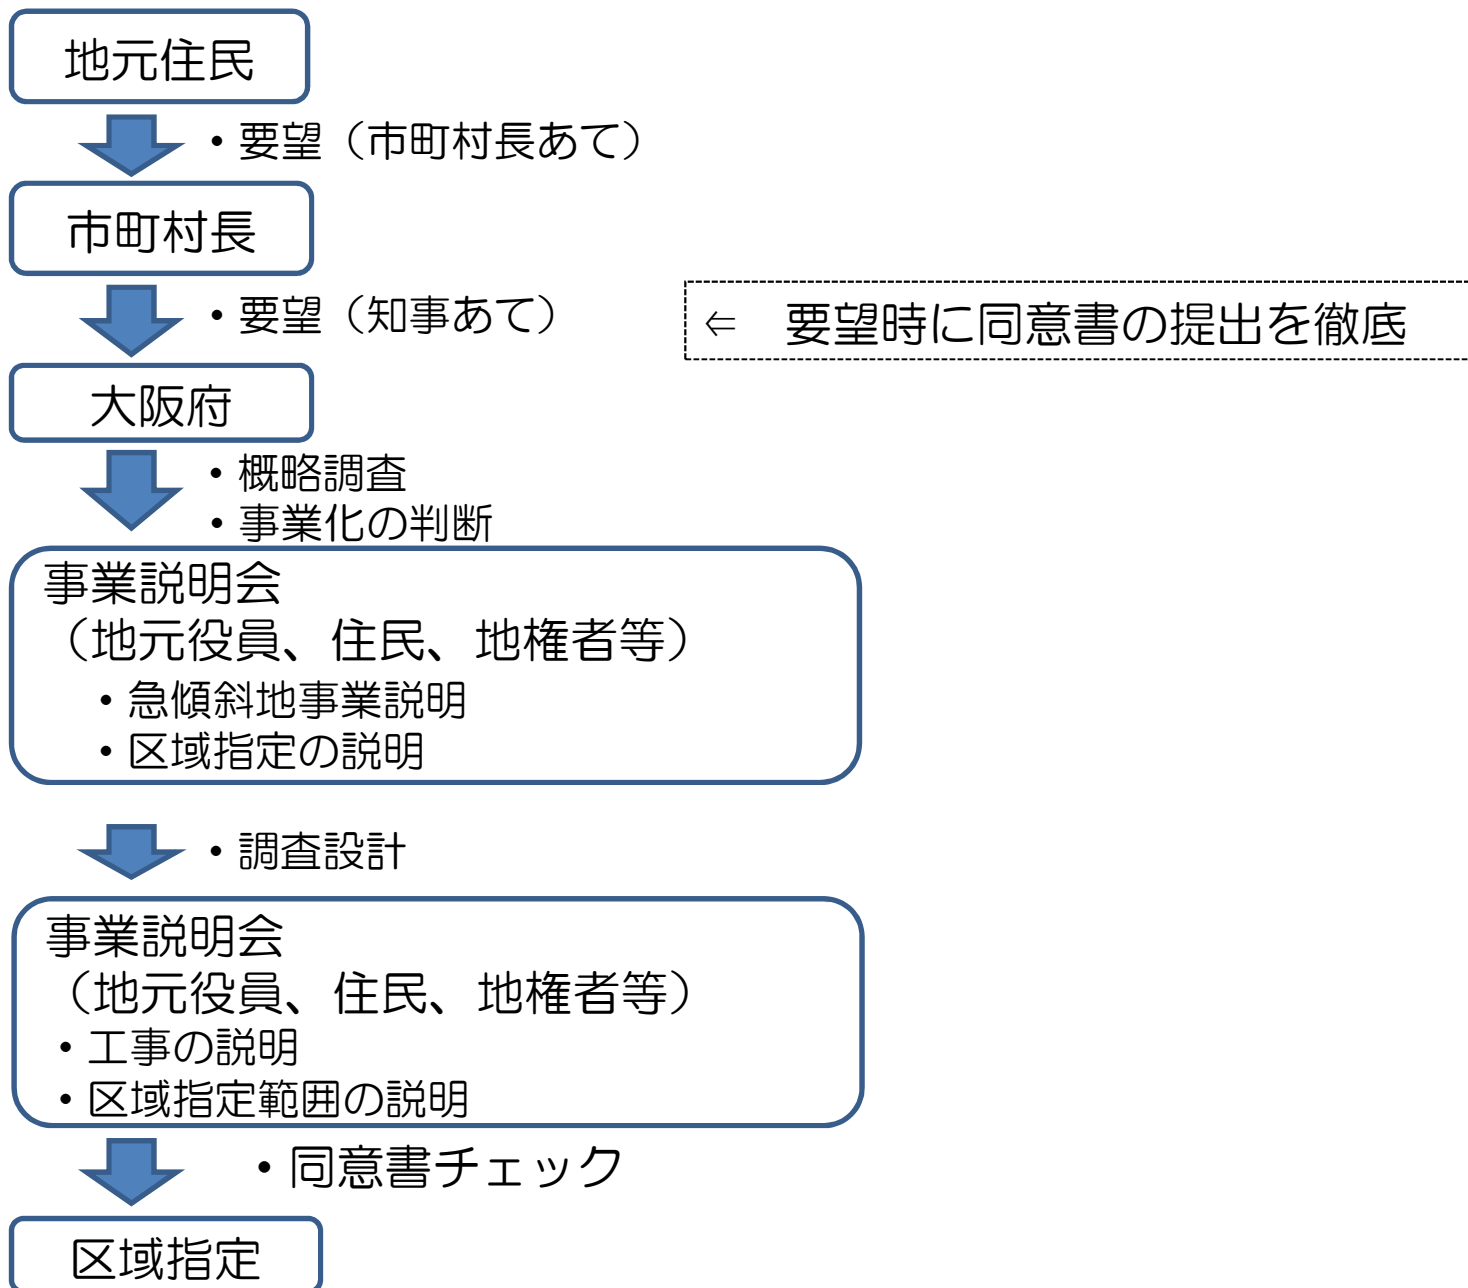 地元住民
・要望（市町村長あて）
市町村長
・要望（知事あて）
⇐　要望時に同意書の提出を徹底
大阪府
・概略調査
・事業化の判断
事業説明会
（地元役員、住民、地権者等）
・急傾斜地事業説明
・区域指定の説明
・調査設計
事業説明会
（地元役員、住民、地権者等）
・工事の説明
・区域指定範囲の説明
・同意書チェック
区域指定